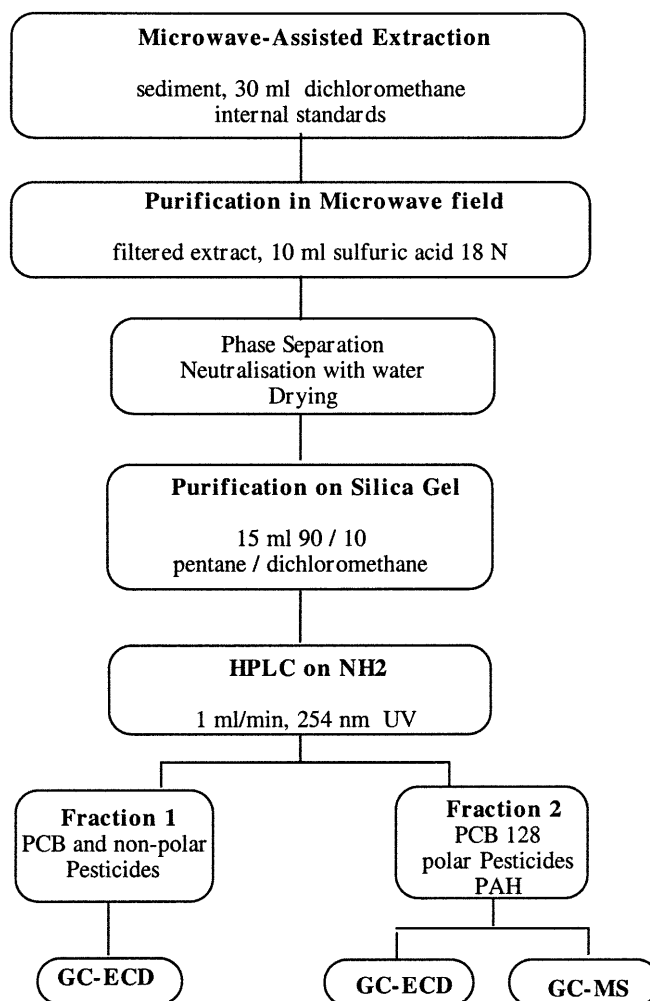 Microwave-Assisted Extraction
sediment, 30 ml dichloromethane
internal standards
Purification in Microwave field
filtered extract, 10 ml sulfuric acid 18 N
Phase Separation
Neutralisation with water
Drying
Purification on Silica Gel
15 ml 90 / 10
pentane / dichloromethane
HPLC on NH2
1 ml/min, 254 nm UV
Fraction 1
PCB and non-polar
Pesticides
GC-ECD
Fraction 2
PCB 128
polar Pesticides
PAH
GC-ECD
GC-MS